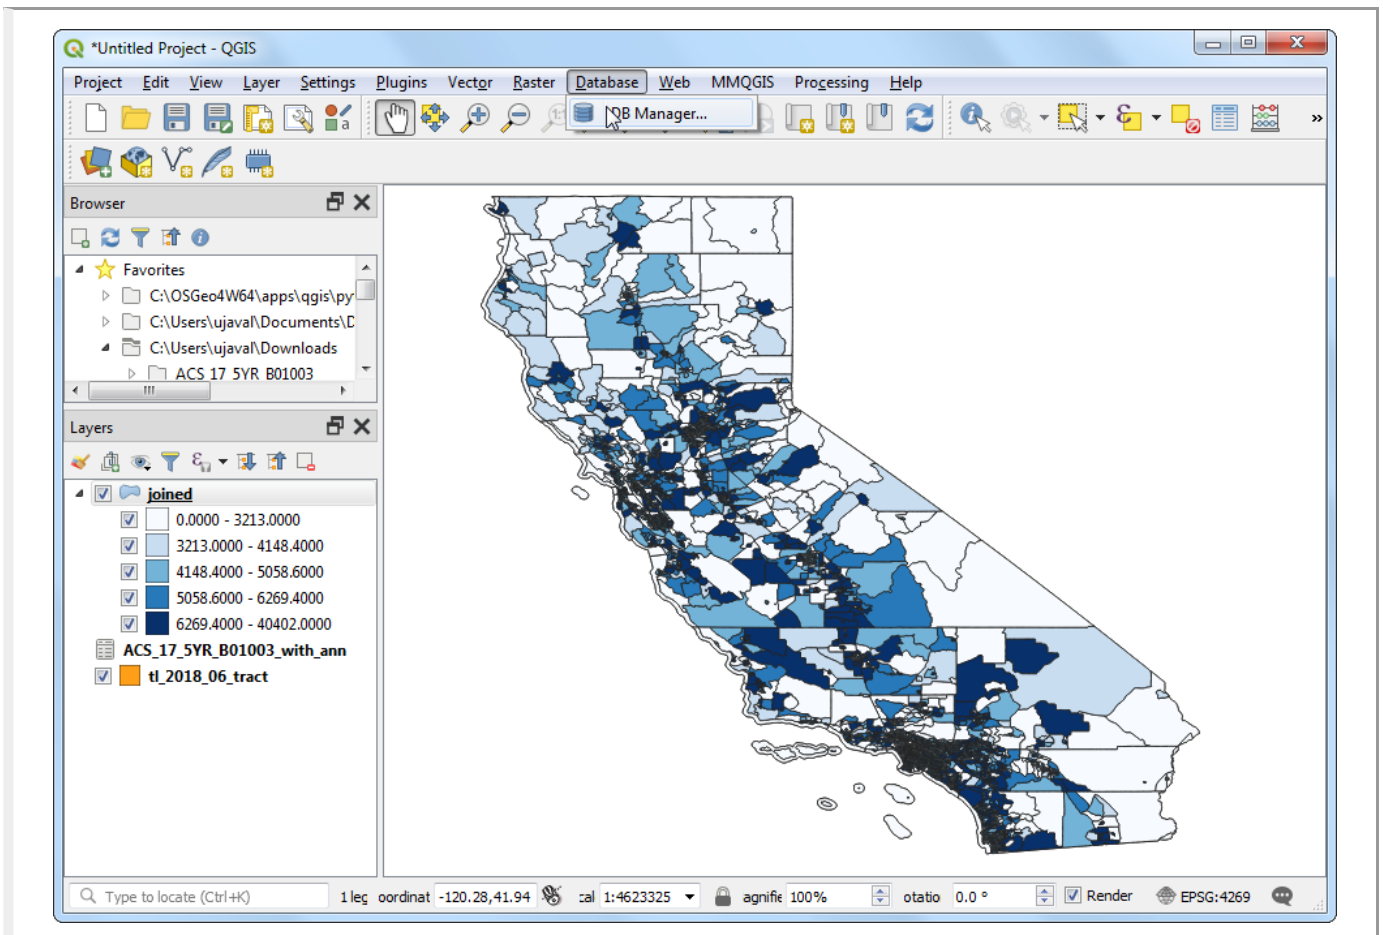 *Untitled Project - QGIS
Project Edit View Layer Settings Plugins Vector Raster Database Web MMQGIS Processing Help
DB Manager...
»
Browser
Favorites
C:\OSGeo4W64\apps\qgis\py
C:\Users\ujaval\Documents\D
C:\Users\ujaval\Downloads
ACS_17_5YR_B01003
Layers
joined
0.0000 - 3213.0000
3213.0000 - 4148.4000
4148.4000 - 5058.6000
5058.6000 - 6269.4000
6269.4000 - 40402.0000
ACS_17_5YR_B01003_with_ann
tl_2018_06_tract
Type to locate (Ctrl+K) 1 leg oordinat -120.28,41.94 :al 1:4623325 agnifie 100% otatio 0.0 ° Render EPSG:4269